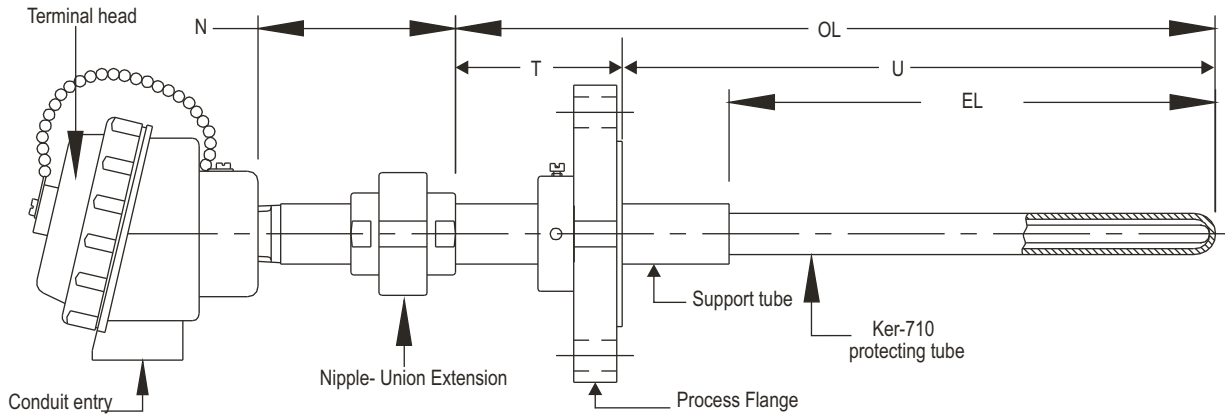 Terminal head
N
OL
T
U
EL
Support tube
Ker-710
protecting tube
Nipple- Union Extension
Process Flange
Conduit entry